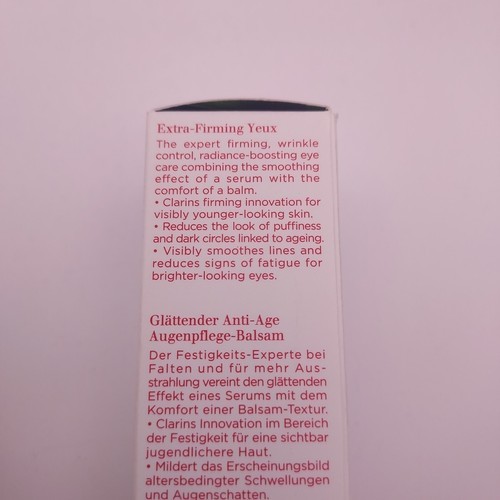 Extra-Firming Yeux
The expert firming, wrinkle
control, radiance-boosting eye
care combining the smoothing
effect of a serum with the
comfort of a balm.
• Clarins firming innovation for
visibly younger-looking skin.
• Reduces the look of puffiness
and dark circles linked to ageing.
• Visibly smoothes lines and
reduces signs of fatigue for
brighter-looking eyes.
Glättender Anti-Age
Augenpflege-Balsam
Der Festigkeits-Experte bei
Falten und für mehr Aus-
strahlung vereint den glättenden
Effekt eines Serums mit dem
Komfort einer Balsam-Textur.
• Clarins Innovation im Bereich
der Festigkeit für eine sichtbar
jugendlichere Haut.
• Mildert das Erscheinungsbild
altersbedingter Schwellungen
und Augenschatten.